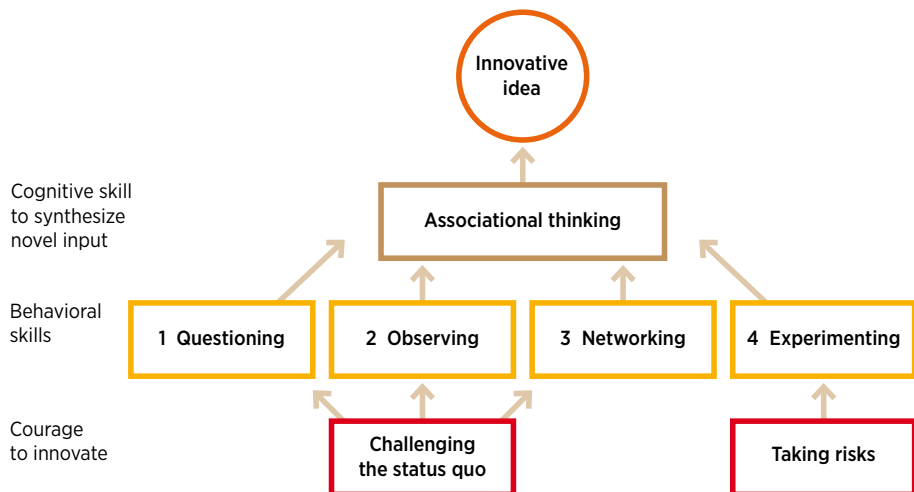 Innovative
idea
Cognitive skill
to synthesize
novel input
Associational thinking
Behavioral
skills
1 Questioning
2 Observing
3 Networking
4 Experimenting
Courage
to innovate
Challenging
the status quo
Taking risks